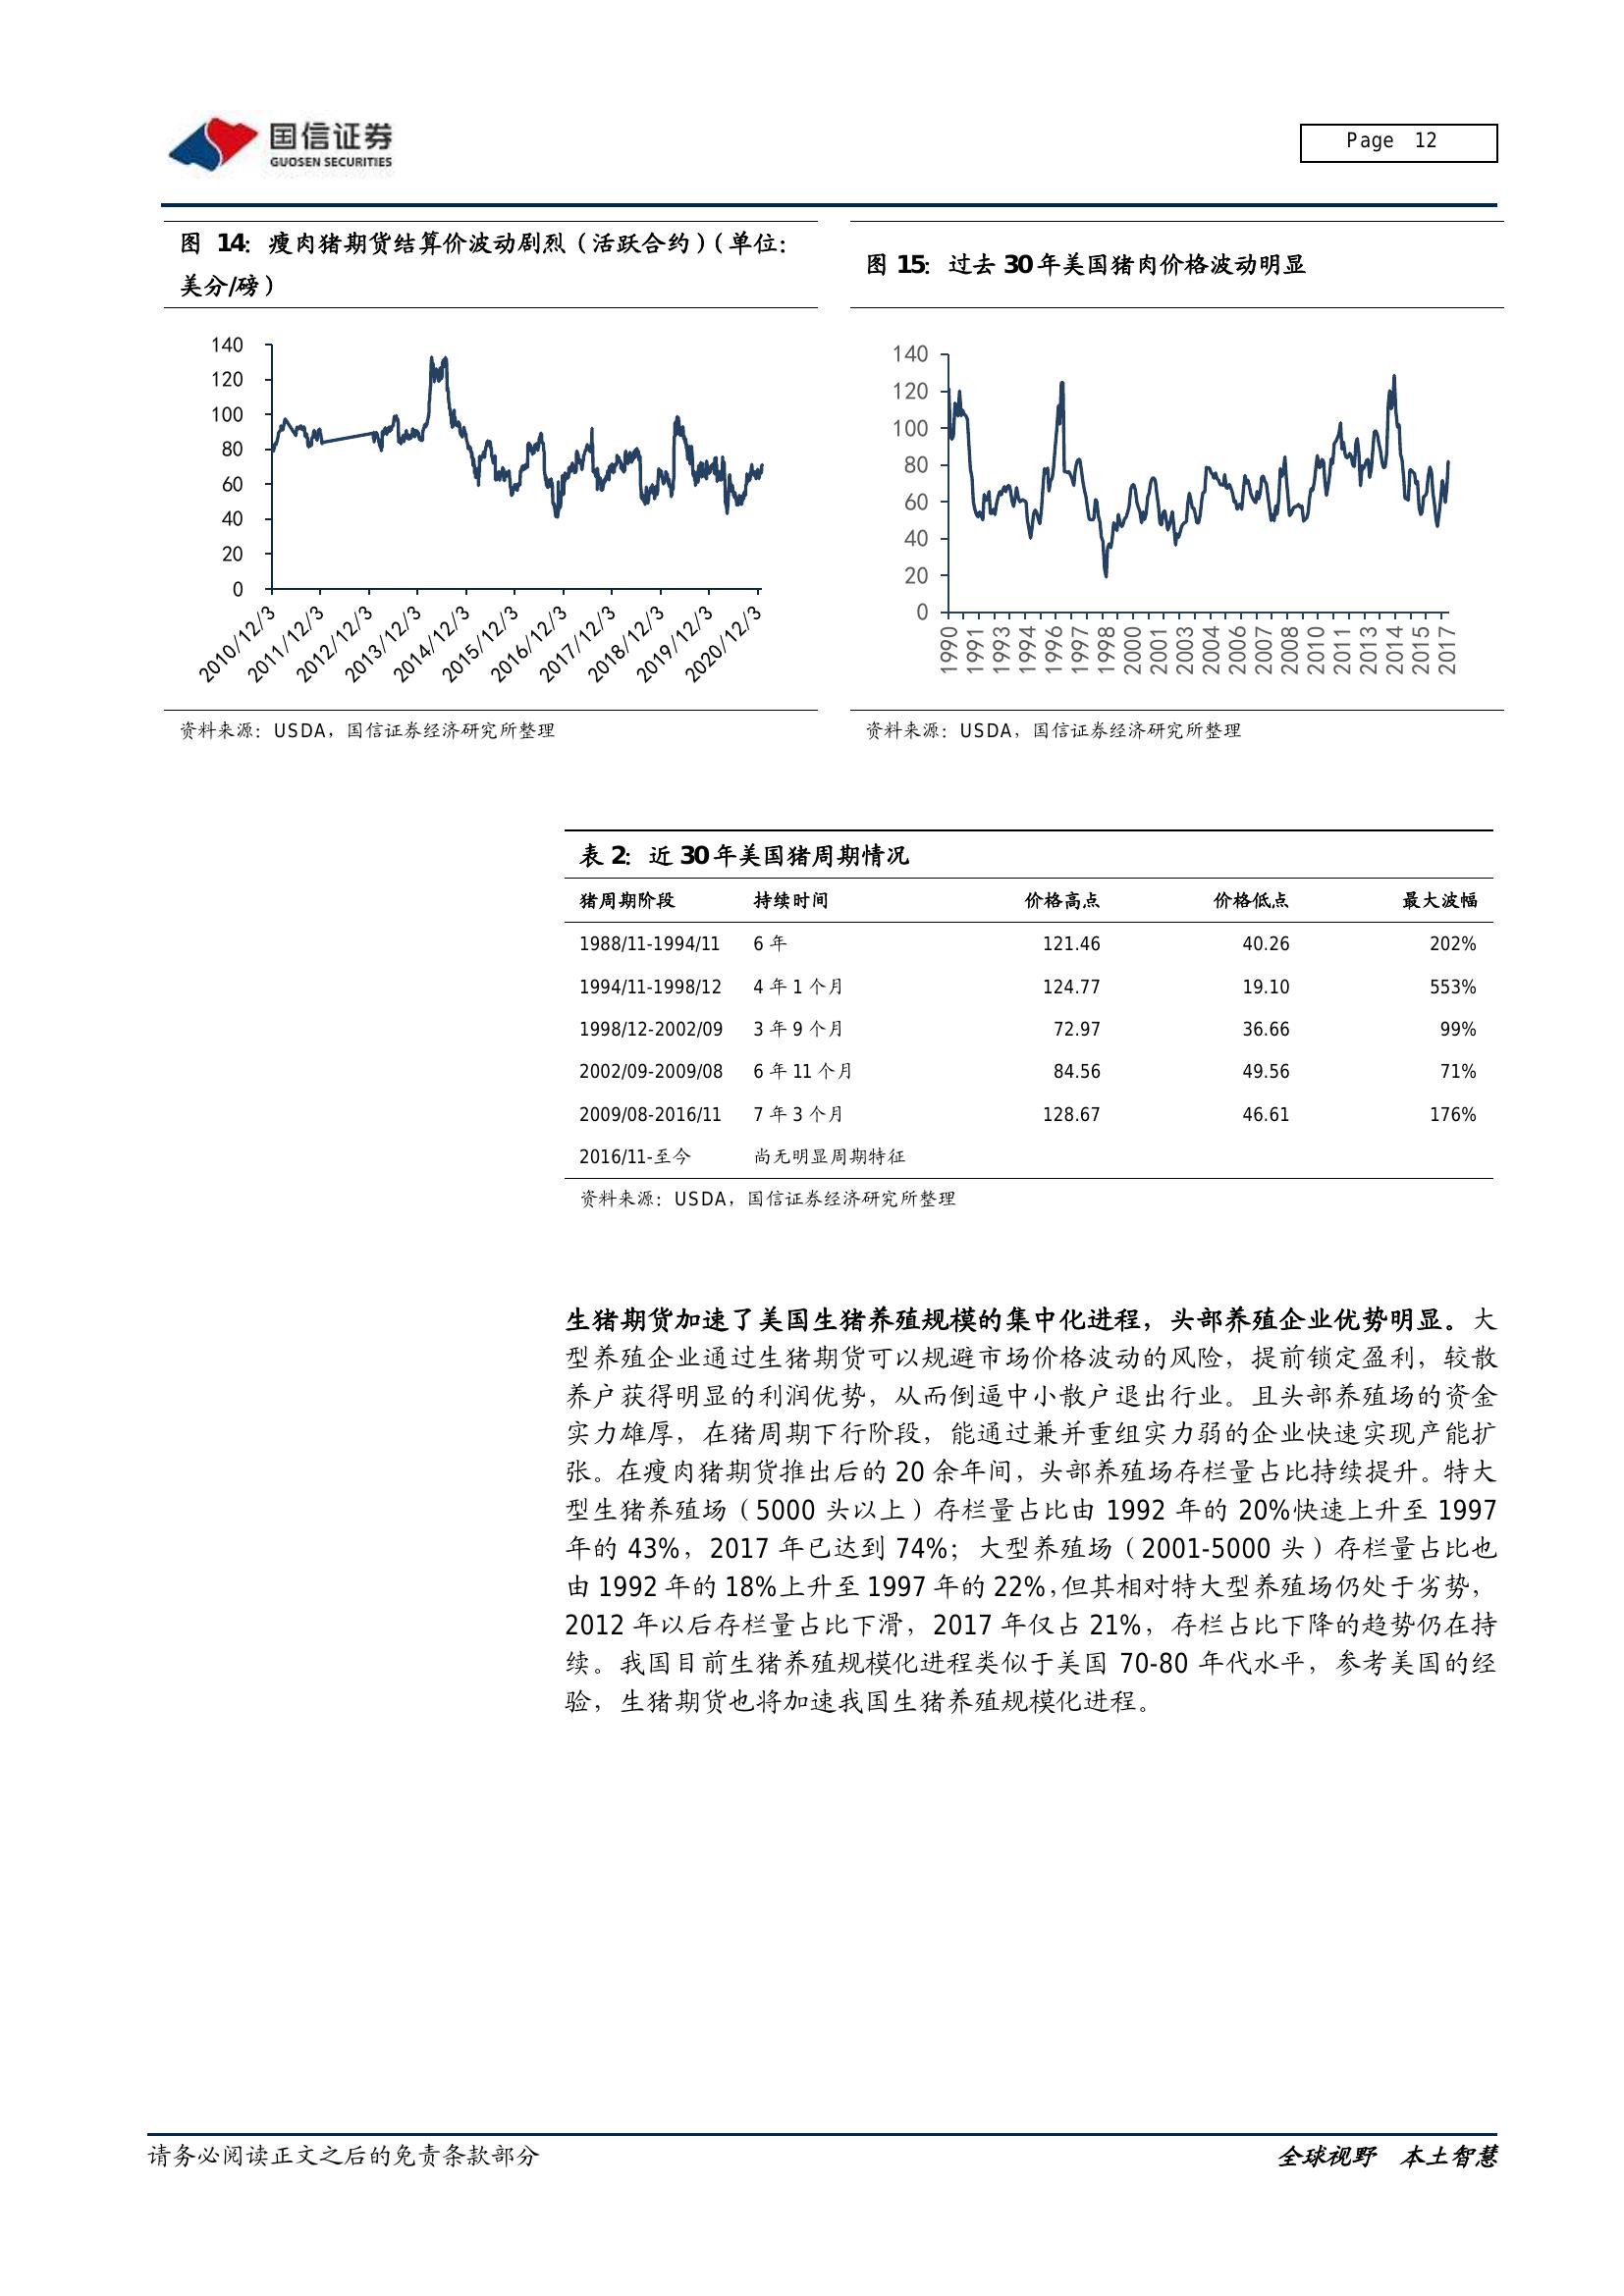 国信证券
GUOSEN SECURITIES
Page 12
图 14：瘦肉猪期货结算价波动剧烈（活跃合约）（单位：
美分/磅）
140
120
100
80
60
40
20
0
2010/12/3
2011/12/3
2012/12/3
2013/12/3
2014/12/3
2015/12/3
2016/12/3
2017/12/3
2018/12/3
2019/12/3
2020/12/3
资料来源：USDA，国信证券经济研究所整理
图 15：过去 30 年美国猪肉价格波动明显
140
120
100
80
60
40
20
0
1990
1991
1993
1994
1996
1997
1998
2000
2001
2003
2004
2006
2007
2008
2010
2011
2013
2014
2015
2017
资料来源：USDA，国信证券经济研究所整理
表 2：近 30 年美国猪周期情况
猪周期阶段 持续时间 价格高点 价格低点 最大波幅
1988/11-1994/11 6 年 121.46 40.26 202%
1994/11-1998/12 4 年 1 个月 124.77 19.10 553%
1998/12-2002/09 3 年 9 个月 72.97 36.66 99%
2002/09-2009/08 6 年 11 个月 84.56 49.56 71%
2009/08-2016/11 7 年 3 个月 128.67 46.61 176%
2016/11-至今 尚无明显周期特征
资料来源：USDA，国信证券经济研究所整理
生猪期货加速了美国生猪养殖规模的集中化进程，头部养殖企业优势明显。大
型养殖企业通过生猪期货可以规避市场价格波动的风险，提前锁定盈利，较散
养户获得明显的利润优势，从而倒逼中小散户退出行业。且头部养殖场的资金
实力雄厚，在猪周期下行阶段，能通过兼并重组实力弱的企业快速实现产能扩
张。在瘦肉猪期货推出后的 20 余年间，头部养殖场存栏量占比持续提升。特大
型生猪养殖场（5000 头以上）存栏量占比由 1992 年的 20%快速上升至 1997
年的 43%，2017 年已达到 74%；大型养殖场（2001-5000 头）存栏量占比也
由 1992 年的 18%上升至 1997 年的 22%，但其相对特大型养殖场仍处于劣势，
2012 年以后存栏量占比下滑，2017 年仅占 21%，存栏占比下降的趋势仍在持
续。我国目前生猪养殖规模化进程类似于美国 70-80 年代水平，参考美国的经
验，生猪期货也将加速我国生猪养殖规模化进程。
请务必阅读正文之后的免责条款部分
全球视野 本土智慧